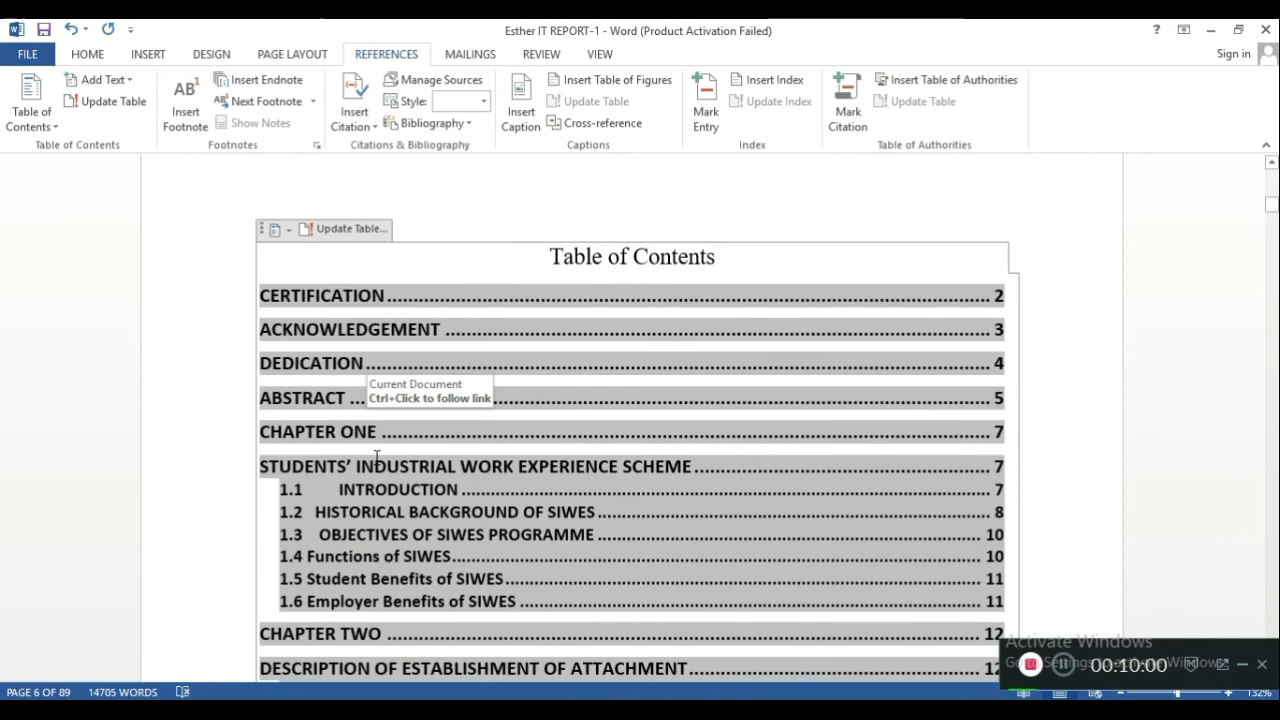 Esther IT REPORT-1 - Word (Product Activation Failed)
FILE HOME INSERT DESIGN PAGE LAYOUT REFERENCES MAILINGS REVIEW VIEW Sign in
Table of Contents
Add Text
Update Table
Table of Contents
AB¹ Insert Footnote
Insert Endnote
AB Next Footnote
Show Notes
Footnotes
Insert Citation
Manage Sources
Style:
Bibliography
Citations & Bibliography
Insert Caption
Insert Table of Figures
Update Table
Cross-reference
Captions
Mark Entry
Insert Index
Update Index
Index
Mark Citation
Insert Table of Authorities
Update Table
Table of Authorities
Update Table...
Table of Contents
CERTIFICATION 2
ACKNOWLEDGEMENT 3
DEDICATION 4
Current Document
Ctrl+Click to follow link
ABSTRACT 5
CHAPTER ONE 7
STUDENTS’ INDUSTRIAL WORK EXPERIENCE SCHEME 7
1.1 INTRODUCTION 7
1.2 HISTORICAL BACKGROUND OF SIWES 8
1.3 OBJECTIVES OF SIWES PROGRAMME 10
1.4 Functions of SIWES 10
1.5 Student Benefits of SIWES 11
1.6 Employer Benefits of SIWES 11
CHAPTER TWO 12
DESCRIPTION OF ESTABLISHMENT OF ATTACHMENT
Activate Windows
00:10:00
PAGE 6 OF 89 14705 WORDS 132%